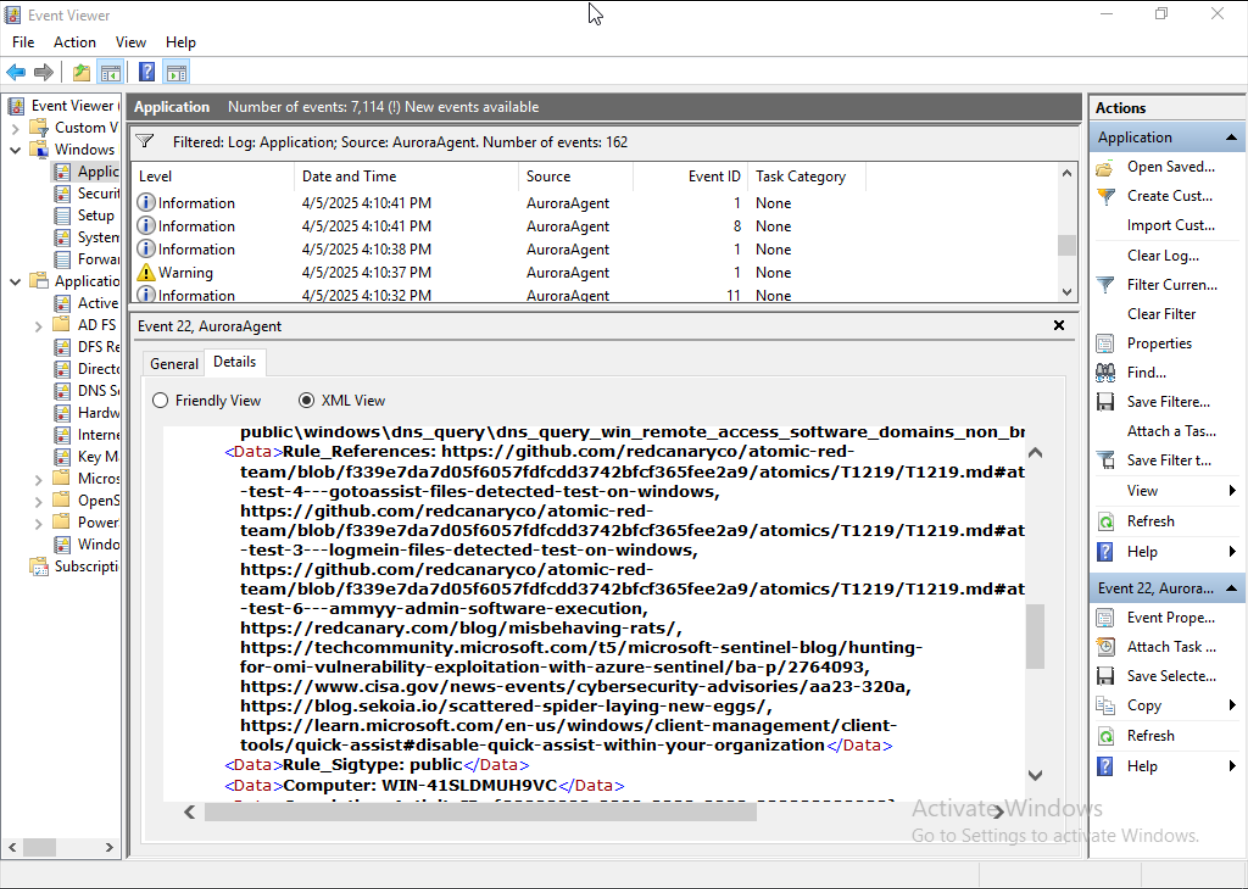 Event Viewer
File Action View Help
Event Viewer (
Custom V
Windows
Applic
Securit
Setup
System
Forwar
Applicatio
Active
AD FS
DFS Re
Directo
DNS Se
Hardw
Interne
Key M
Micros
OpenS
Power
Windo
Subscripti
Application Number of events: 7,114 (!) New events available
Filtered: Log: Application; Source: AuroraAgent. Number of events: 162
Level Date and Time Source Event ID Task Category
Information 4/5/2025 4:10:41 PM AuroraAgent 1 None
Information 4/5/2025 4:10:41 PM AuroraAgent 8 None
Information 4/5/2025 4:10:38 PM AuroraAgent 1 None
Warning 4/5/2025 4:10:37 PM AuroraAgent 1 None
Information 4/5/2025 4:10:32 PM AuroraAgent 11 None
Event 22, AuroraAgent
General Details
Friendly View XML View
public\windows\dns_query\dns_query_win_remote_access_software_domains_non_br
<Data>Rule_References: https://github.com/redcanaryco/atomic-red-
team/blob/f339e7da7d05f6057fdfcdd3742bfcf365fee2a9/atomics/T1219/T1219.md#at
-test-4---gotoassist-files-detected-test-on-windows,
https://github.com/redcanaryco/atomic-red-
team/blob/f339e7da7d05f6057fdfcdd3742bfcf365fee2a9/atomics/T1219/T1219.md#at
-test-3---logmein-files-detected-test-on-windows,
https://github.com/redcanaryco/atomic-red-
team/blob/f339e7da7d05f6057fdfcdd3742bfcf365fee2a9/atomics/T1219/T1219.md#at
-test-6---ammyy-admin-software-execution,
https://redcanary.com/blog/misbehaving-rats/,
https://techcommunity.microsoft.com/t5/microsoft-sentinel-blog/hunting-
for-omi-vulnerability-exploitation-with-azure-sentinel/ba-p/2764093,
https://www.cisa.gov/news-events/cybersecurity-advisories/aa23-320a,
https://blog.sekoia.io/scattered-spider-laying-new-eggs/,
https://learn.microsoft.com/en-us/windows/client-management/client-
tools/quick-assist#disable-quick-assist-within-your-organization</Data>
<Data>Rule_Sigtype: public</Data>
<Data>Computer: WIN-41SLDMUH9VC</Data>
Actions
Application
Open Saved...
Create Cust...
Import Cust...
Clear Log...
Filter Curren...
Clear Filter
Properties
Find...
Save Filtere...
Attach a Tas...
Save Filter t...
View
Refresh
Help
Event 22, Aurora...
Event Prope...
Attach Task ...
Save Selecte...
Copy
Refresh
Help
Activate Windows
Go to Settings to activate Windows.